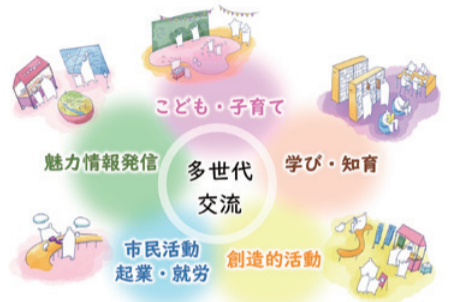 こども・子育て
魅力情報発信
多世代
交流
学び・知育
市民活動
起業・就労
創造的活動